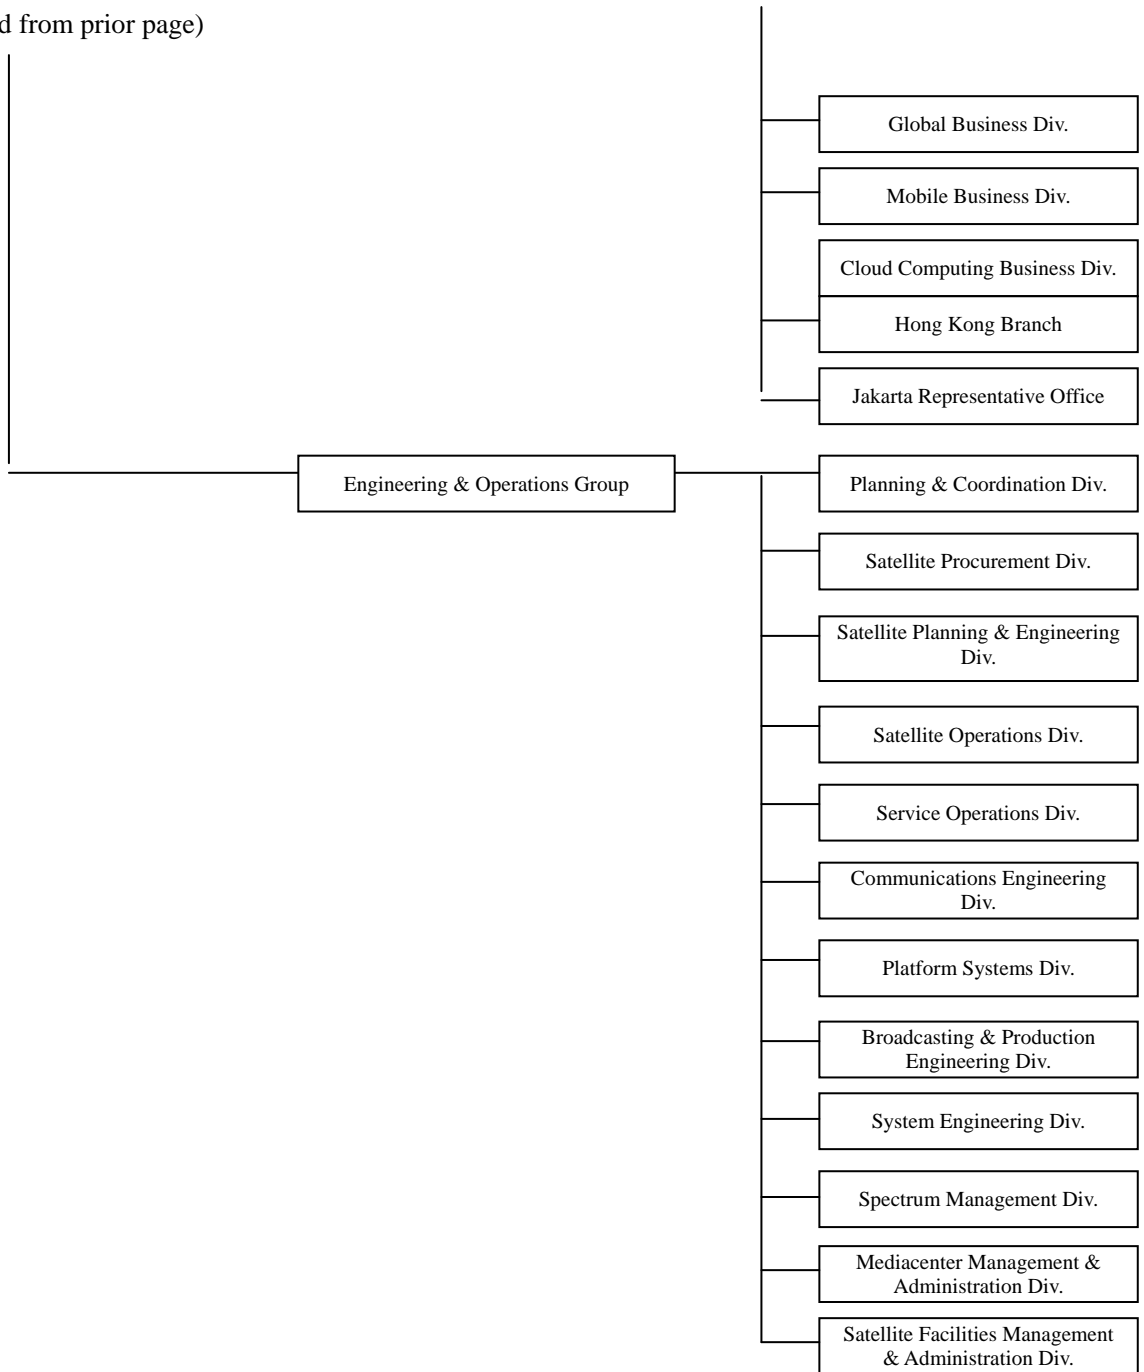 d from prior page)
Global Business Div.
Mobile Business Div.
Cloud Computing Business Div.
Hong Kong Branch
Jakarta Representative Office
Engineering & Operations Group
Planning & Coordination Div.
Satellite Procurement Div.
Satellite Planning & Engineering
Div.
Satellite Operations Div.
Service Operations Div.
Communications Engineering
Div.
Platform Systems Div.
Broadcasting & Production
Engineering Div.
System Engineering Div.
Spectrum Management Div.
Mediacenter Management &
Administration Div.
Satellite Facilities Management
& Administration Div.